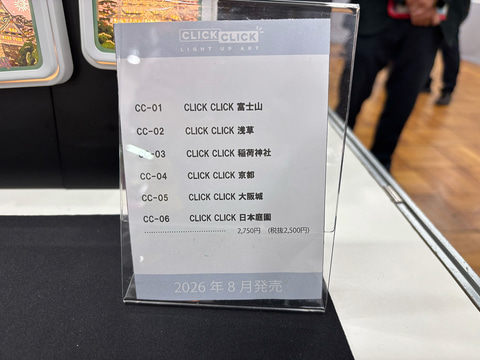 CLICK CLICK
LIGHT UP ART
CC-01 CLICK CLICK 富士山
CC-02 CLICK CLICK 浅草
CC-03 CLICK CLICK 稲荷神社
CC-04 CLICK CLICK 京都
CC-05 CLICK CLICK 大阪城
CC-06 CLICK CLICK 日本庭園
2,750円 (税抜2,500円)
2026年8月発売